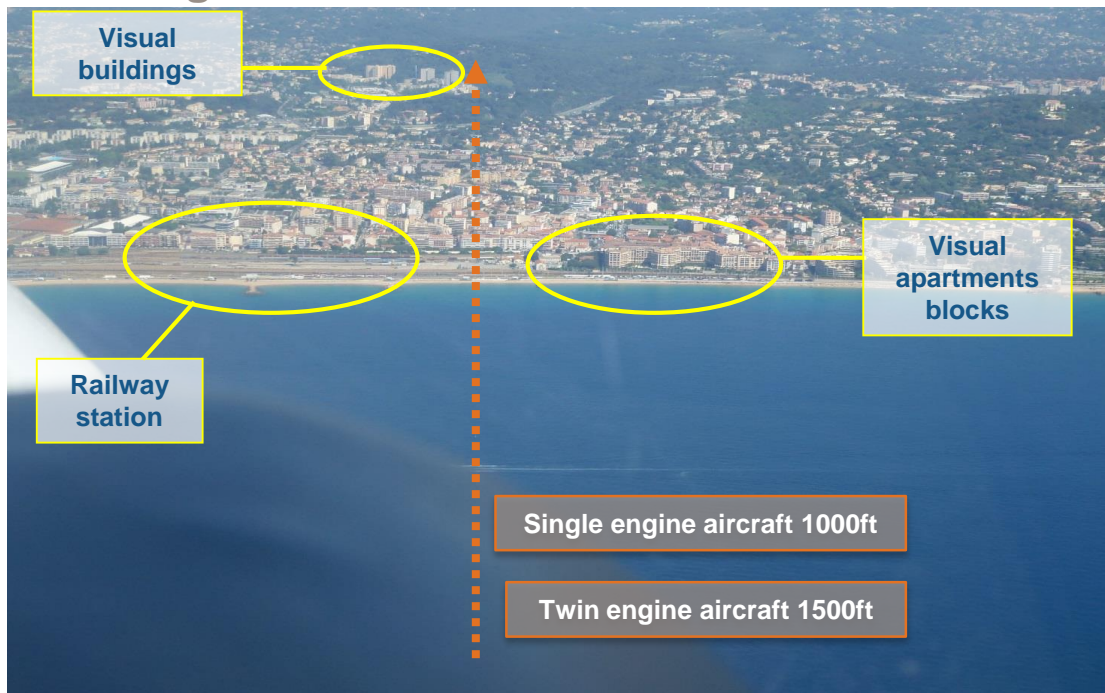 Visual
buildings
Visual
apartments
blocks
Railway
station
Single engine aircraft 1000ft
Twin engine aircraft 1500ft